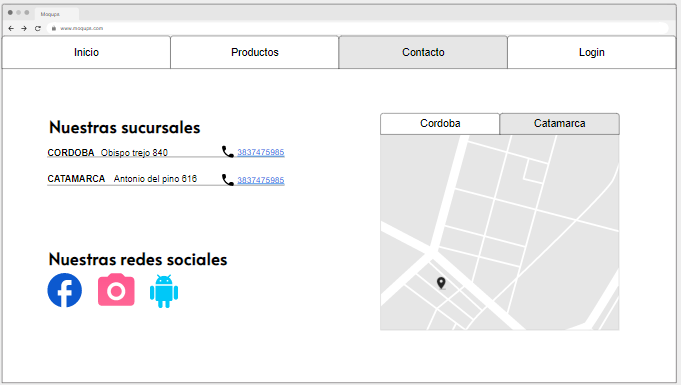 Moqups
www.moqups.com
Inicio Productos Contacto Login
Nuestras sucursales
CORDOBA Obispo trejo 840 3837475985
CATAMARCA Antonio del pino 616 3837475985
Cordoba Catamarca
Nuestras redes sociales